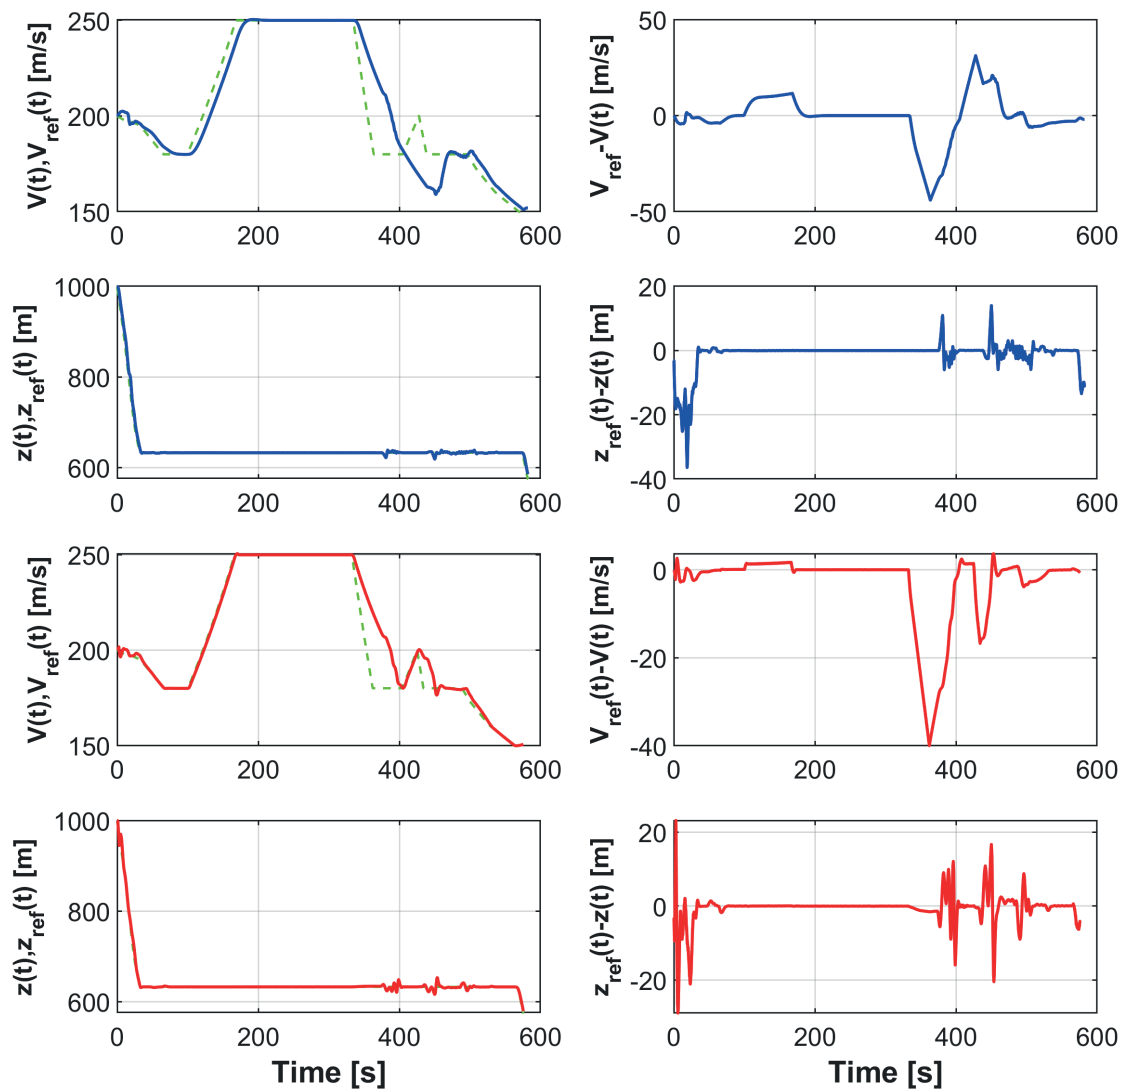 V(t),V_ref(t) [m/s]
250
200
150
0 200 400 600
V_ref-V(t) [m/s]
50
0
-50
0 200 400 600
z(t),z_ref(t) [m]
1000
800
600
0 200 400 600
z_ref(t)-z(t) [m]
20
0
-20
-40
0 200 400 600
V(t),V_ref(t) [m/s]
250
200
150
0 200 400 600
V_ref(t)-V(t) [m/s]
0
-20
-40
0 200 400 600
z(t),z_ref(t) [m]
1000
800
600
0 200 400 600
Time [s]
z_ref(t)-z(t) [m]
20
0
-20
0 200 400 600
Time [s]